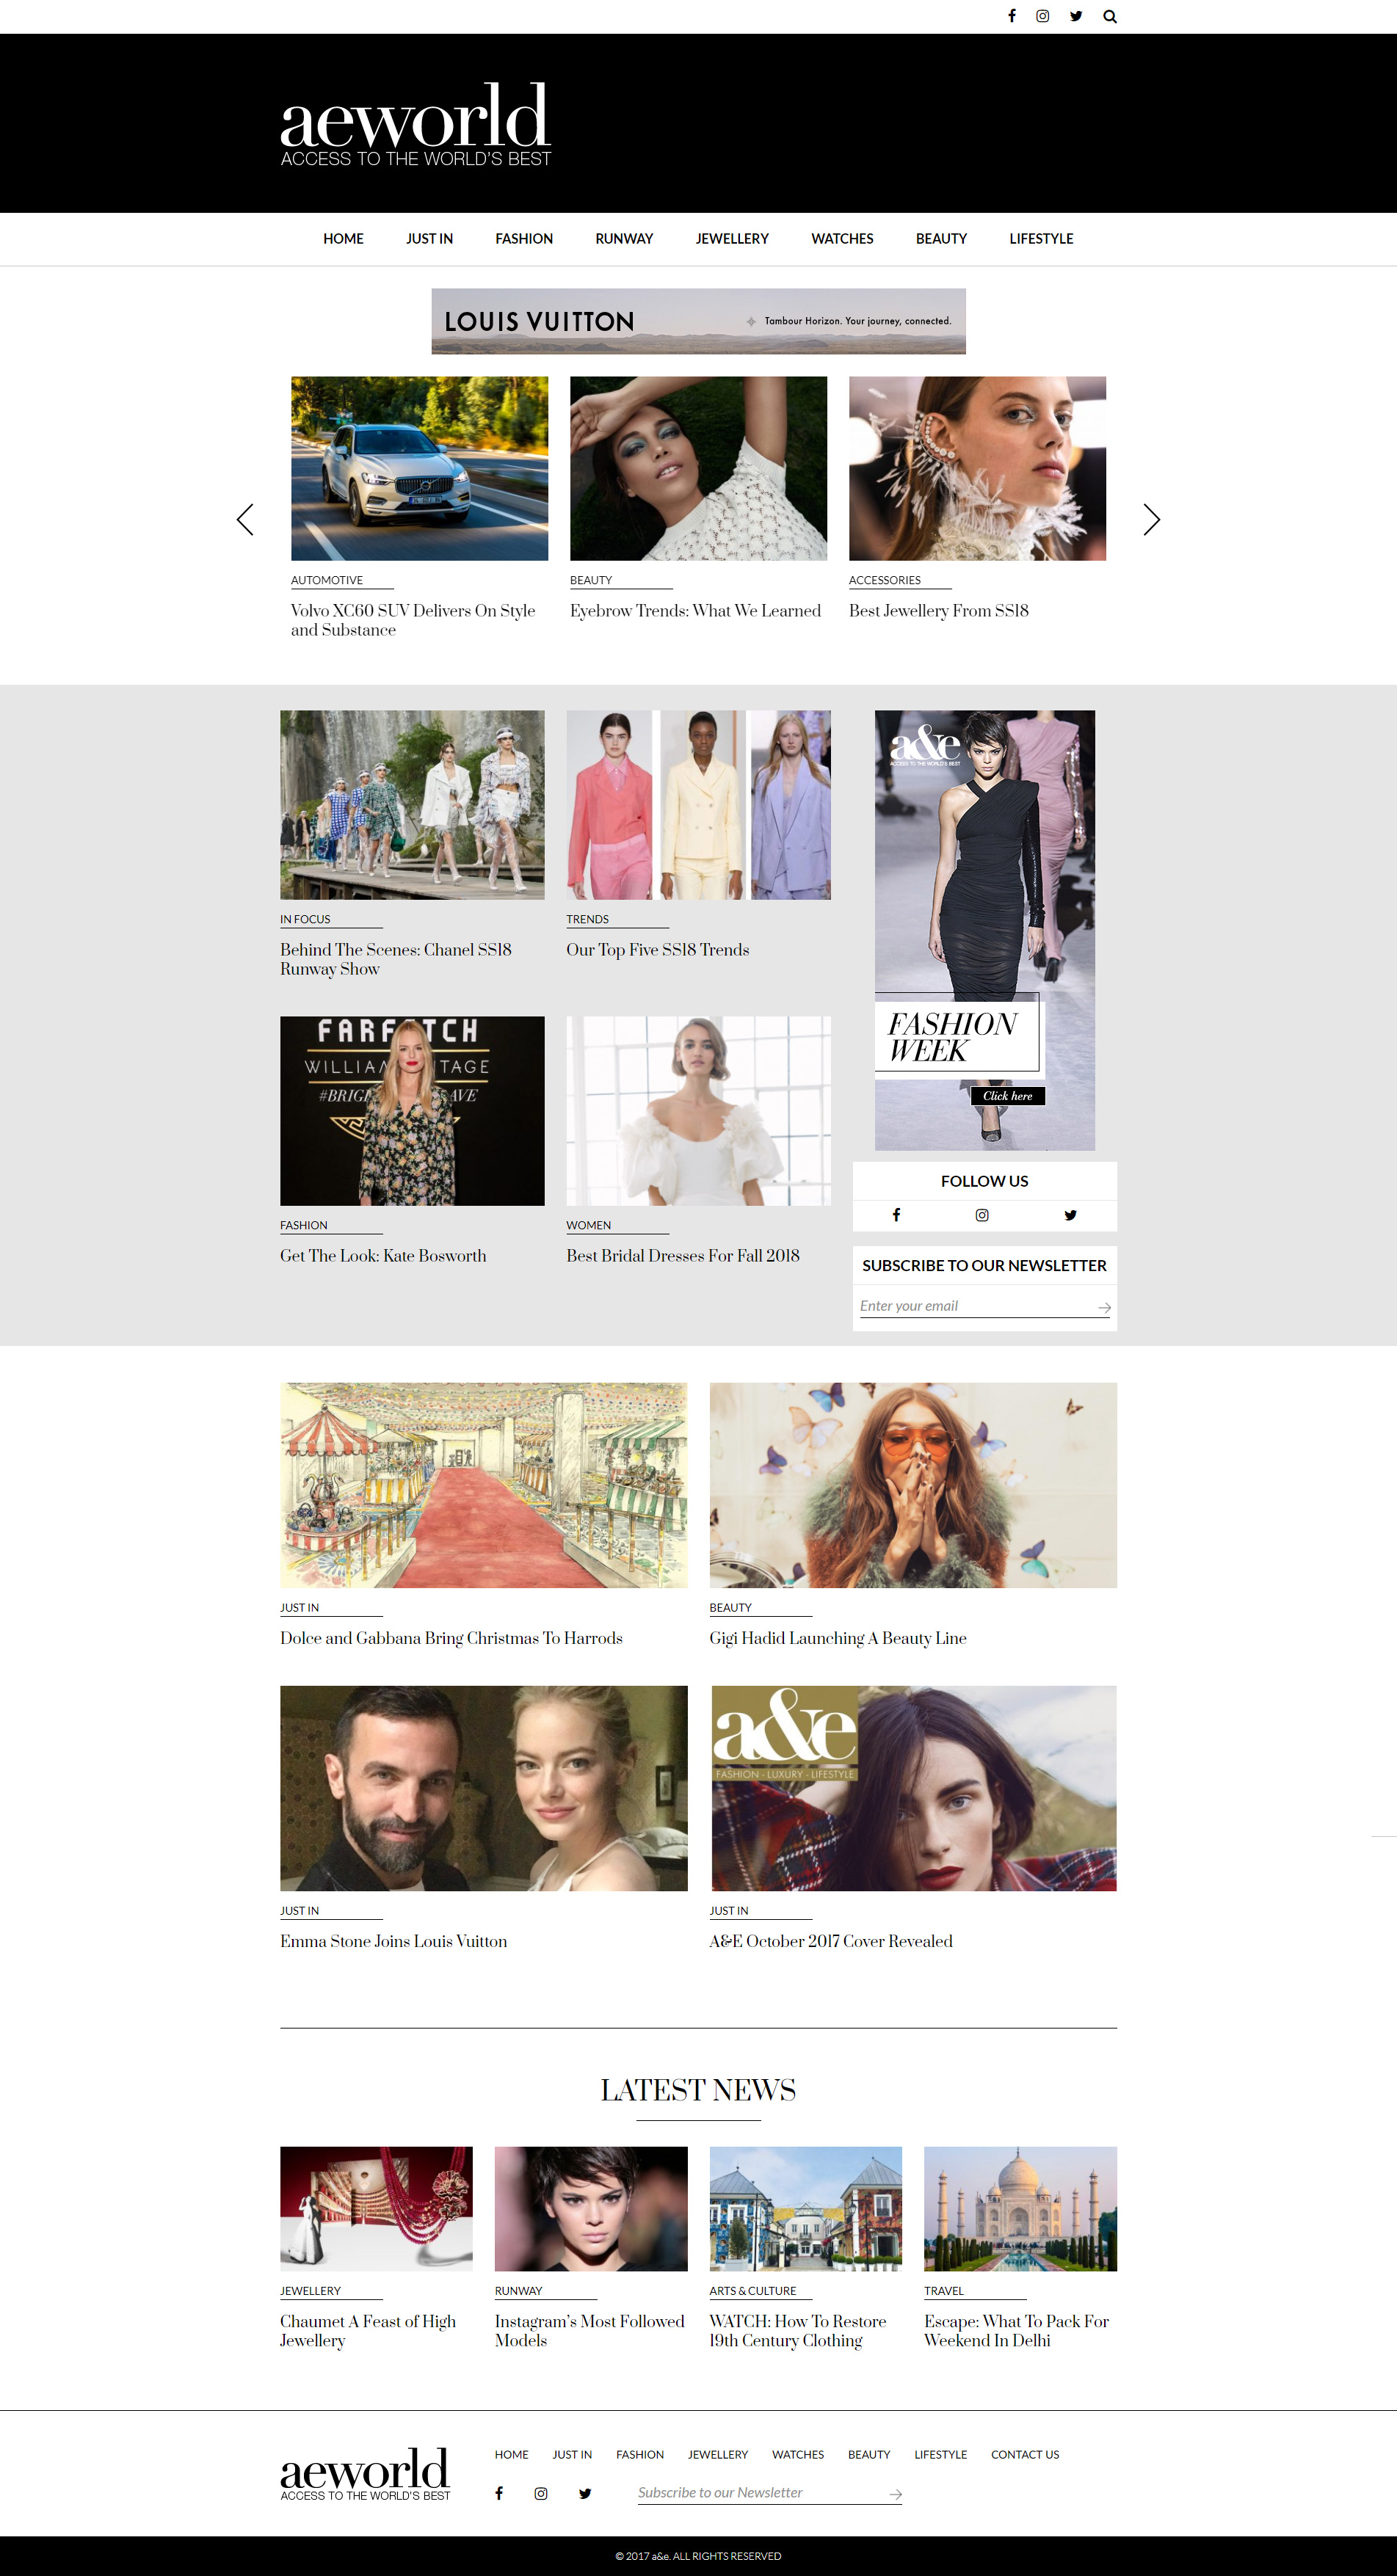 aeworld
ACCESS TO THE WORLD'S BEST
HOME JUST IN FASHION RUNWAY JEWELLERY WATCHES BEAUTY LIFESTYLE
LOUIS VUITTON
Tambour Horizon. Your journey, connected.
AUTOMOTIVE
Volvo XC60 SUV Delivers On Style
and Substance
BEAUTY
Eyebrow Trends: What We Learned
ACCESSORIES
Best Jewellery From SS18
IN FOCUS
Behind The Scenes: Chanel SS18
Runway Show
TRENDS
Our Top Five SS18 Trends
a&e
ACCESS TO THE WORLD'S BEST
FASHION
WEEK
Click here
FARFETCH
WILLIAM TAGE
FASHION
Get The Look: Kate Bosworth
WOMEN
Best Bridal Dresses For Fall 2018
FOLLOW US
SUBSCRIBE TO OUR NEWSLETTER
Enter your email
JUST IN
Dolce and Gabbana Bring Christmas To Harrods
BEAUTY
Gigi Hadid Launching A Beauty Line
JUST IN
Emma Stone Joins Louis Vuitton
a&e
FASHION - LUXURY - LIFESTYLE
JUST IN
A&E October 2017 Cover Revealed
LATEST NEWS
JEWELLERY
Chaumet A Feast of High
Jewellery
RUNWAY
Instagram's Most Followed
Models
ARTS & CULTURE
WATCH: How To Restore
19th Century Clothing
TRAVEL
Escape: What To Pack For
Weekend In Delhi
aeworld
ACCESS TO THE WORLD'S BEST
HOME JUST IN FASHION JEWELLERY WATCHES BEAUTY LIFESTYLE CONTACT US
Subscribe to our Newsletter
© 2017 a&e. ALL RIGHTS RESERVED